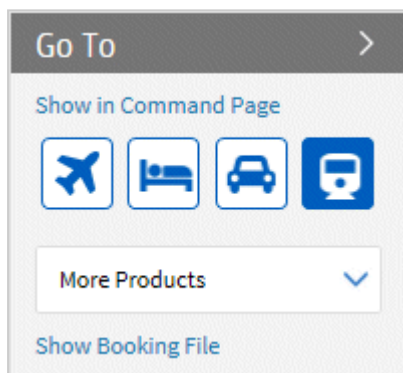 Go To
Show in Command Page
More Products
Show Booking File